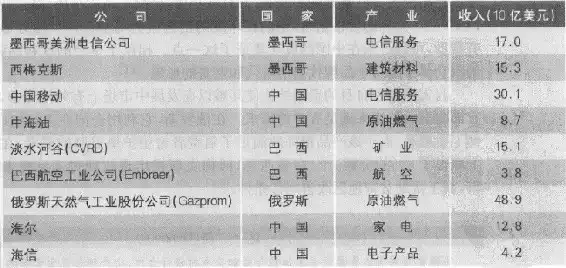 公司 国家 产业 收入(10亿美元)
墨西哥美洲电信公司 墨西哥 电信服务 17.0
西梅克斯 墨西哥 建筑材料 15.3
中国移动 中国 电信服务 30.1
中海油 中国 原油燃气 8.7
淡水河谷(CVRD) 巴西 矿业 15.1
巴西航空工业公司(Embraer) 巴西 航空 3.8
俄罗斯天然气工业股份公司(Gazprom) 俄罗斯 原油燃气 48.9
海尔 中国 家电 12.8
海信 中国 电子产品 4.2